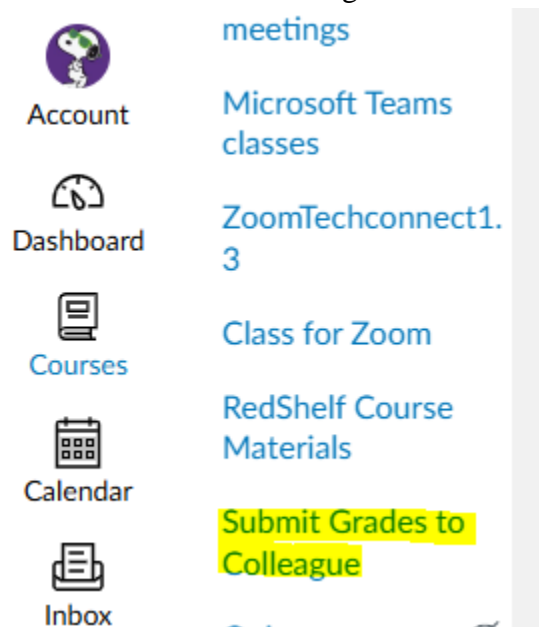 meetings
Account
Microsoft Teams
classes
Dashboard
ZoomTechconnect1.
3
Courses
Class for Zoom
RedShelf Course
Materials
Calendar
Submit Grades to
Colleague
Inbox